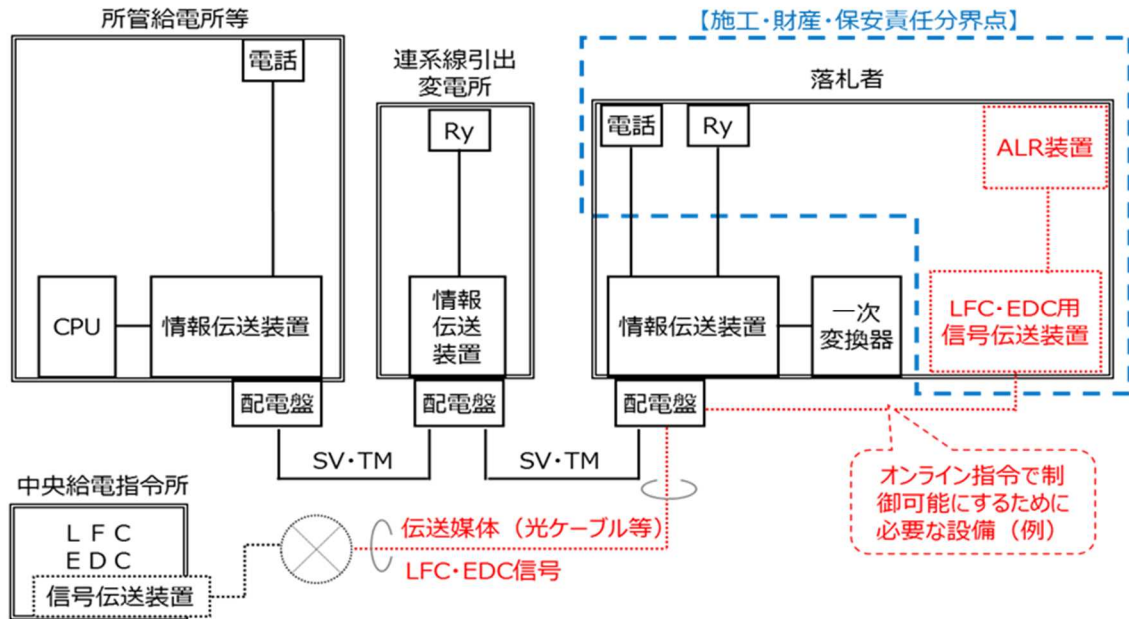 【施工・財産・保安責任分界点】
所管給電所等
電話
CPU
情報伝送装置
配電盤
連系線引出
変電所
Ry
情報
伝送
装置
配電盤
落札者
電話
Ry
ALR装置
情報伝送装置
一次
変換器
LFC・EDC用
信号伝送装置
配電盤
SV・TM
SV・TM
オンライン指令で制
御可能にするために
必要な設備（例）
中央給電指令所
ＬＦＣ
ＥＤＣ
信号伝送装置
伝送媒体（光ケーブル等）
LFC・EDC信号